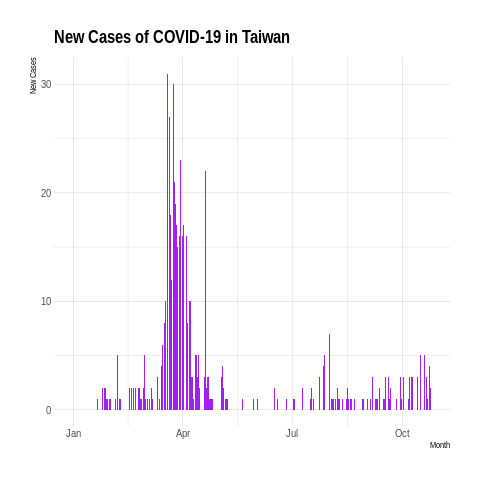 New Cases of COVID-19 in Taiwan
New Cases
30
20
10
0
Jan Apr Jul Oct
Month